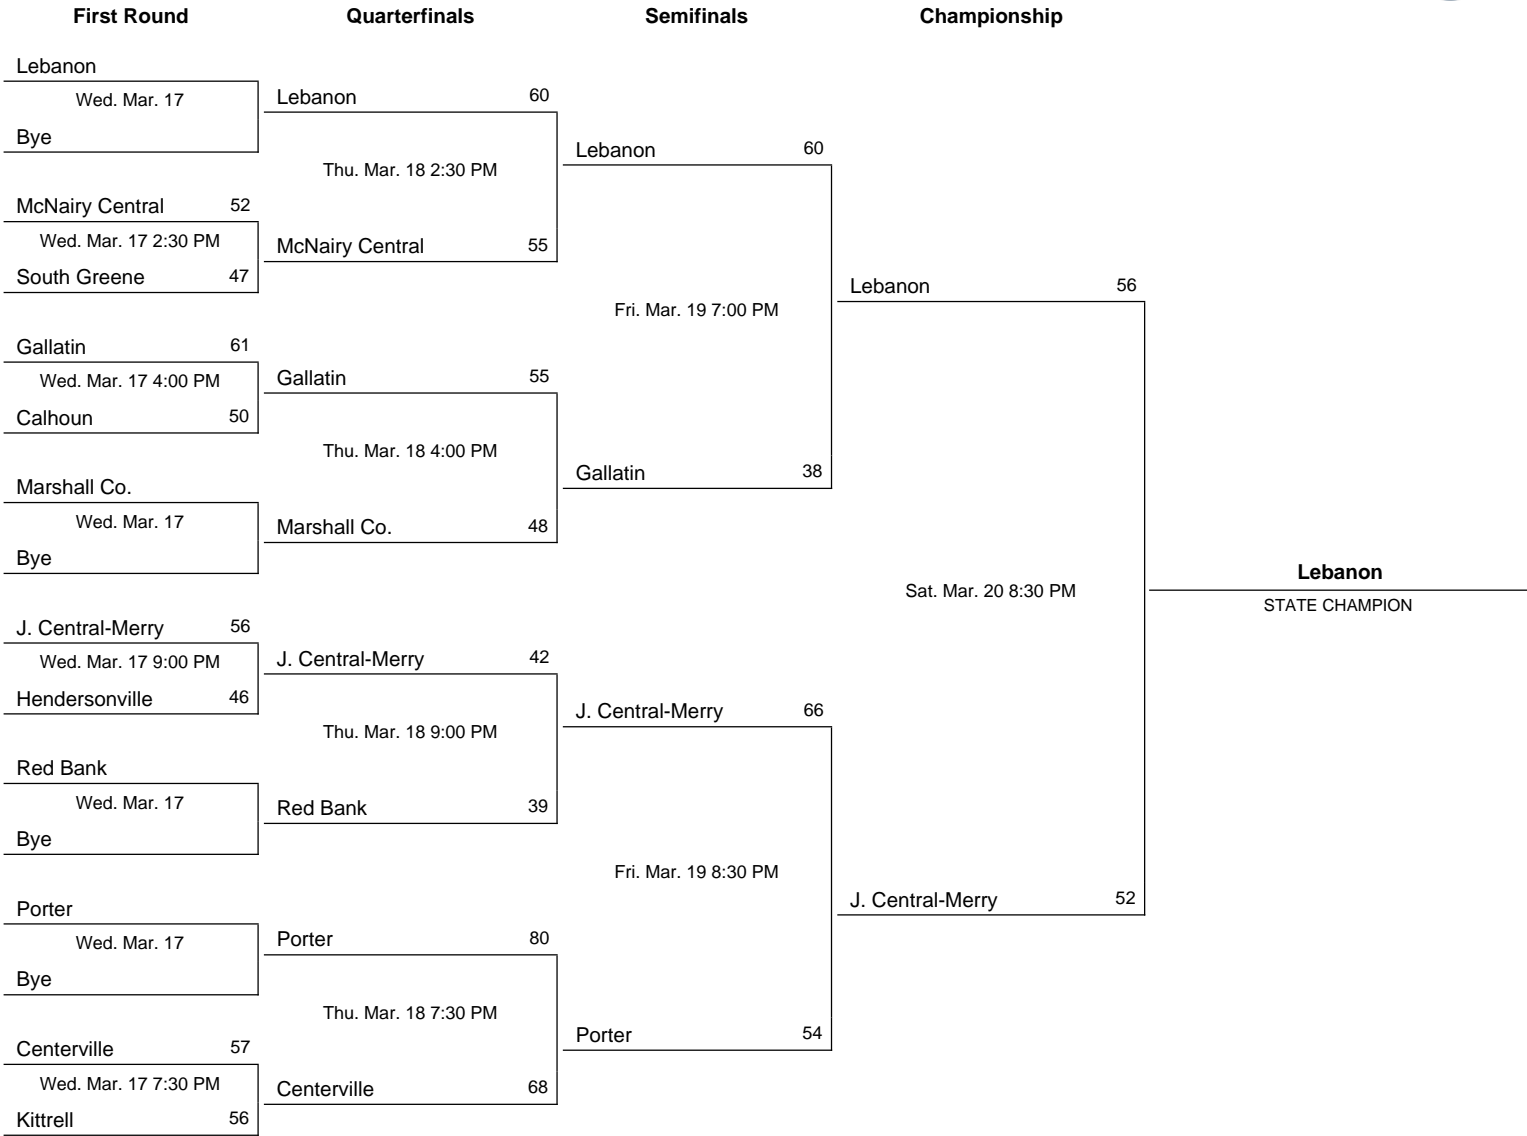 First Round
Quarterfinals
Semifinals
Championship
Lebanon
Wed. Mar. 17
Bye
McNairy Central 52
Wed. Mar. 17 2:30 PM
South Greene 47
Gallatin 61
Wed. Mar. 17 4:00 PM
Calhoun 50
Marshall Co.
Wed. Mar. 17
Bye
J. Central-Merry 56
Wed. Mar. 17 9:00 PM
Hendersonville 46
Red Bank
Wed. Mar. 17
Bye
Porter
Wed. Mar. 17
Bye
Centerville 57
Wed. Mar. 17 7:30 PM
Kittrell 56
Lebanon 60
Thu. Mar. 18 2:30 PM
McNairy Central 55
Gallatin 55
Thu. Mar. 18 4:00 PM
Marshall Co. 48
J. Central-Merry 42
Thu. Mar. 18 9:00 PM
Red Bank 39
Porter 80
Thu. Mar. 18 7:30 PM
Centerville 68
Lebanon 60
Fri. Mar. 19 7:00 PM
Gallatin 38
J. Central-Merry 66
Fri. Mar. 19 8:30 PM
Porter 54
Lebanon 56
Sat. Mar. 20 8:30 PM
J. Central-Merry 52
Lebanon
STATE CHAMPION